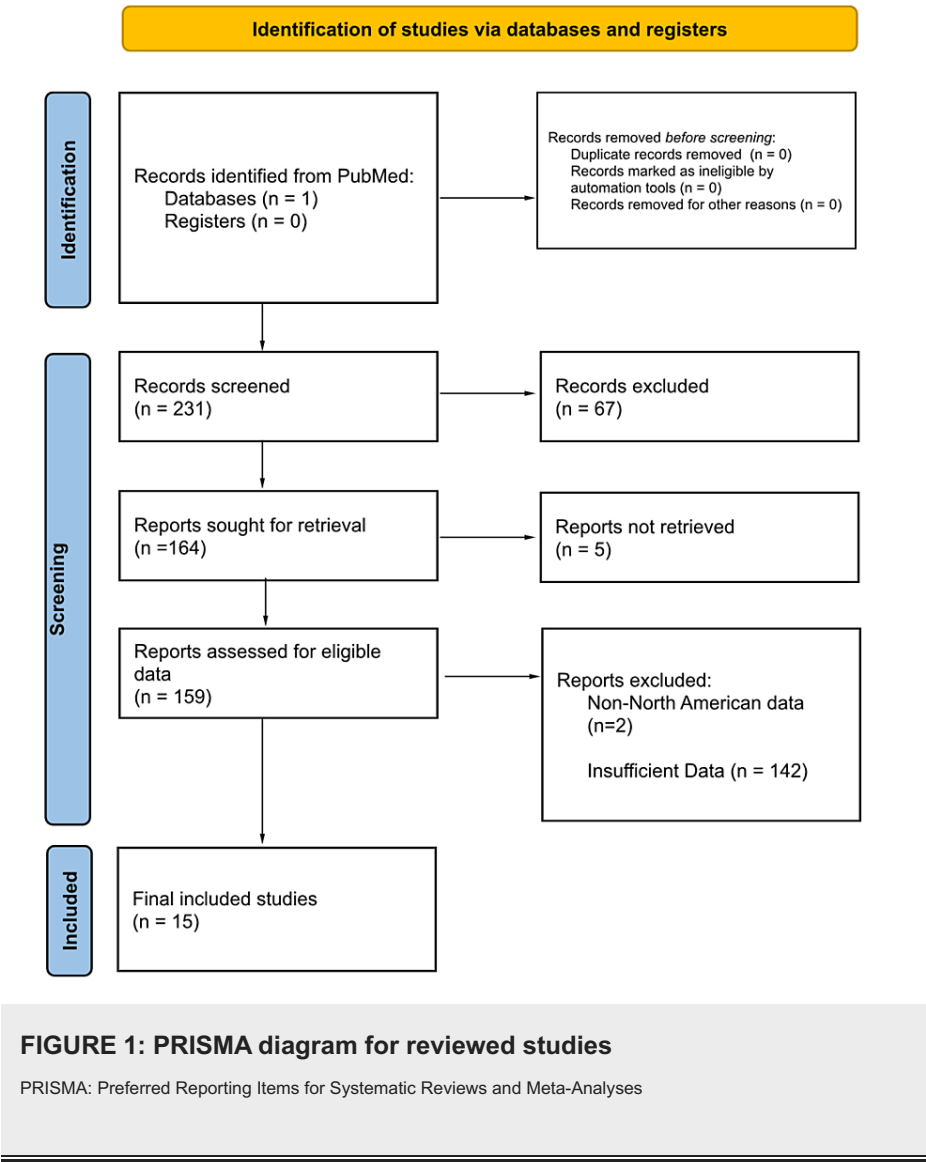 Identification of studies via databases and registers
Identification
Records identified from PubMed:
Databases (n = 1)
Registers (n = 0)
Records removed before screening:
Duplicate records removed (n = 0)
Records marked as ineligible by
automation tools (n = 0)
Records removed for other reasons (n = 0)
Screening
Records screened
(n = 231)
Records excluded
(n = 67)
Reports sought for retrieval
(n =164)
Reports not retrieved
(n = 5)
Reports assessed for eligible
data
(n = 159)
Reports excluded:
Non-North American data
(n=2)
Insufficient Data (n = 142)
Included
Final included studies
(n = 15)
FIGURE 1: PRISMA diagram for reviewed studies
PRISMA: Preferred Reporting Items for Systematic Reviews and Meta-Analyses